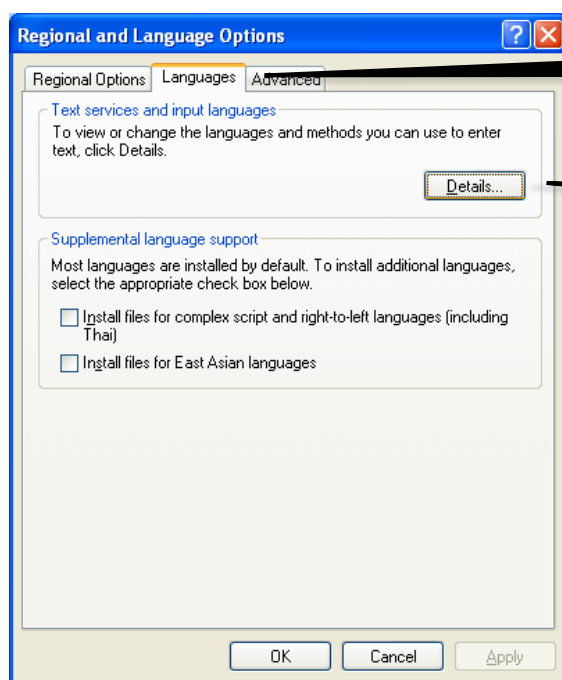 Regional and Language Options
Regional Options Languages Advanced
Text services and input languages
To view or change the languages and methods you can use to enter
text, click Details.
Details...
Supplemental language support
Most languages are installed by default. To install additional languages,
select the appropriate check box below.
Install files for complex script and right-to-left languages (including
Thai)
Install files for East Asian languages
OK Cancel Apply